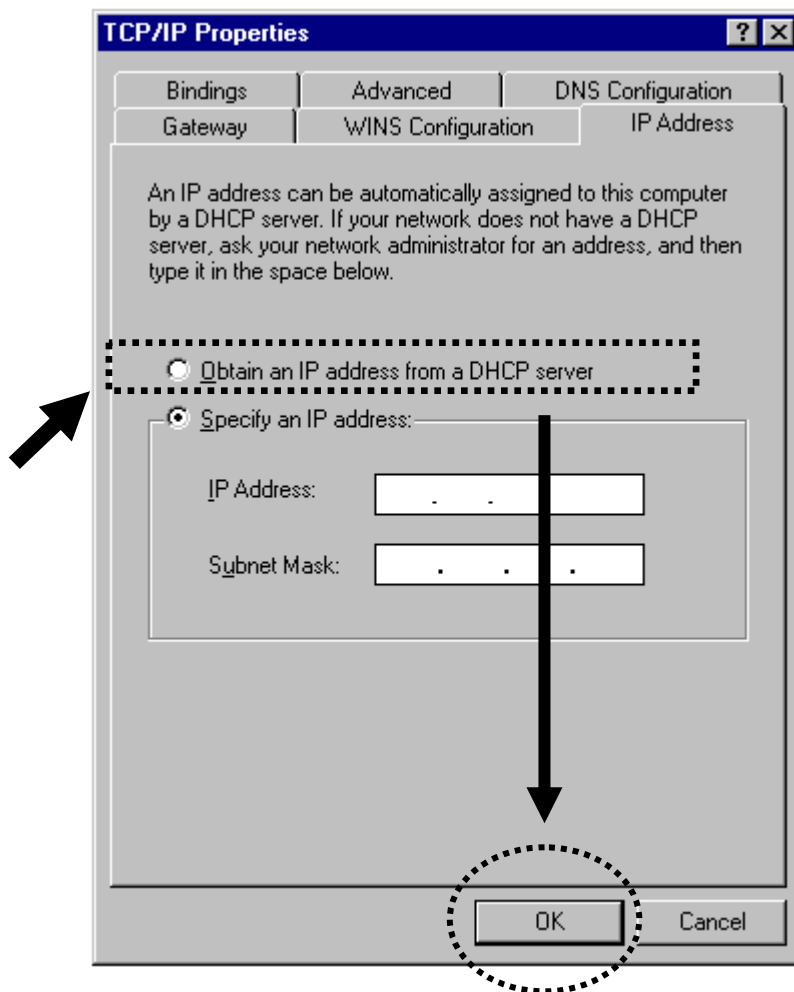 TCP/IP Properties
Bindings Advanced DNS Configuration
Gateway WINS Configuration IP Address
An IP address can be automatically assigned to this computer
by a DHCP server. If your network does not have a DHCP
server, ask your network administrator for an address, and then
type it in the space below.
Obtain an IP address from a DHCP server
Specify an IP address:
IP Address: . .
Subnet Mask: . . .
OK Cancel